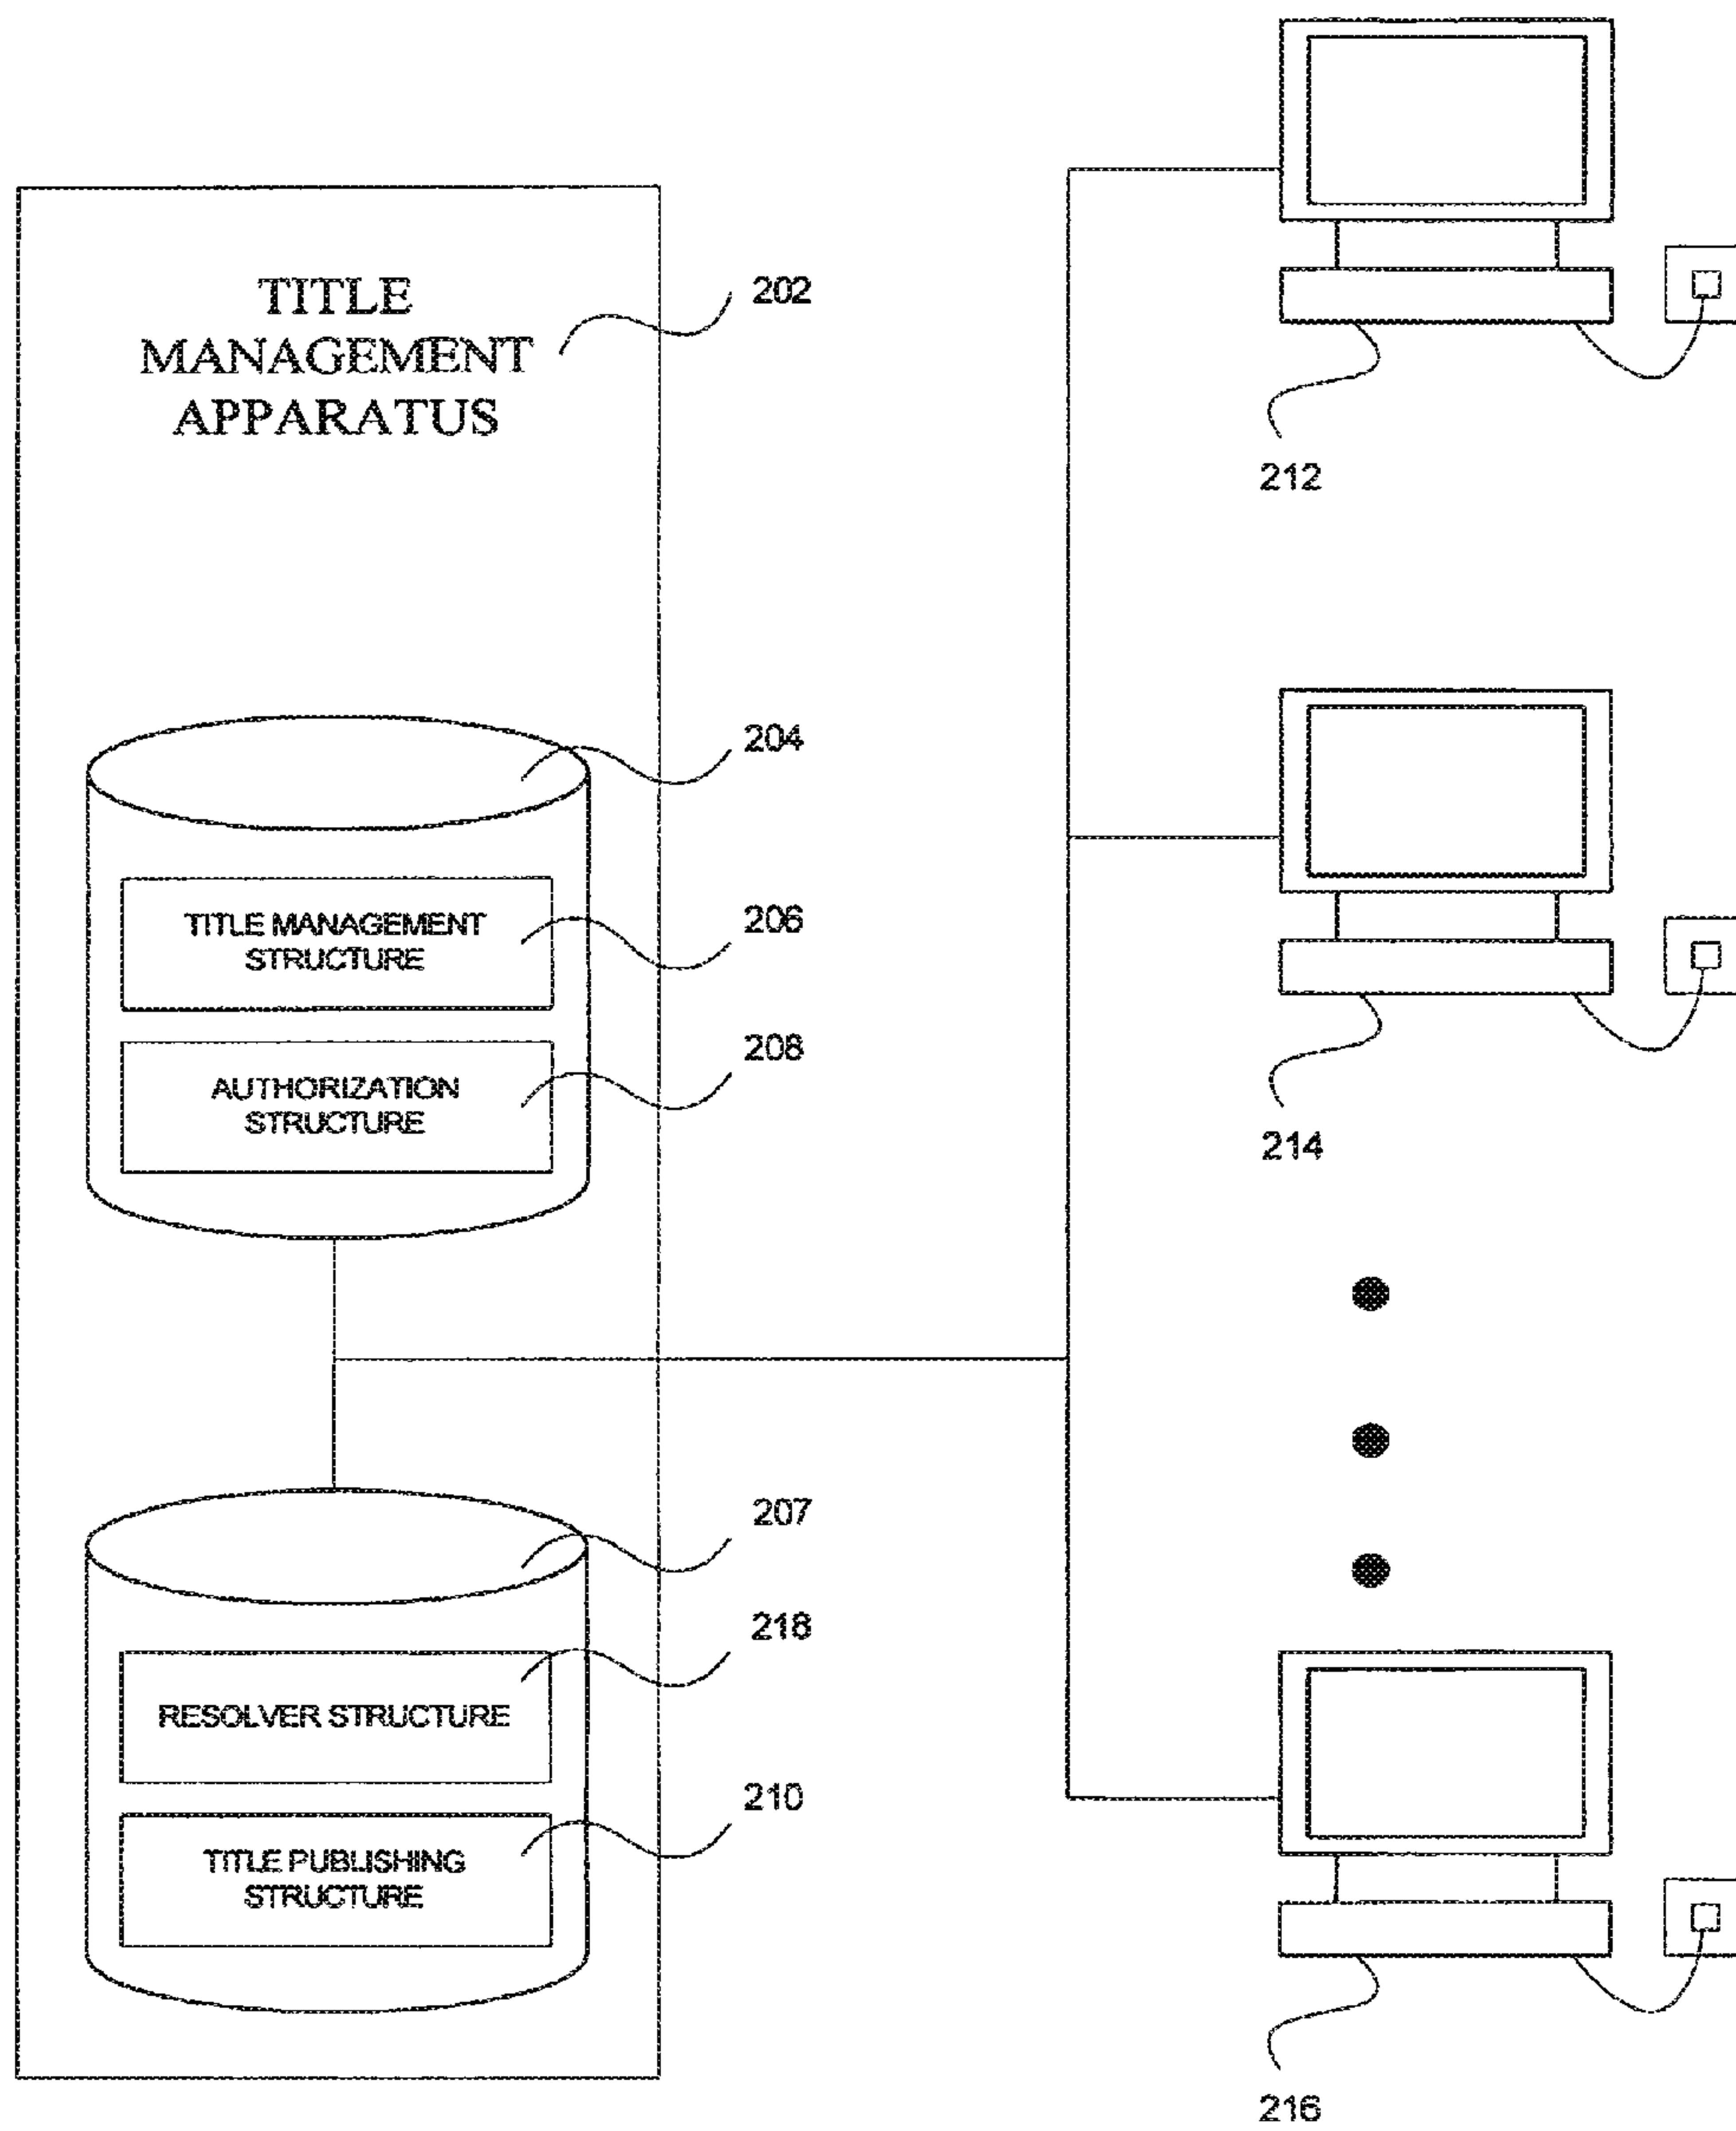 TITLE
MANAGEMENT
APPARATUS
202
204
TITLE MANAGEMENT
STRUCTURE
206
AUTHORIZATION
STRUCTURE
208
207
RESOLVER STRUCTURE
218
TITLE PUBLISHING
STRUCTURE
210
212
214
216